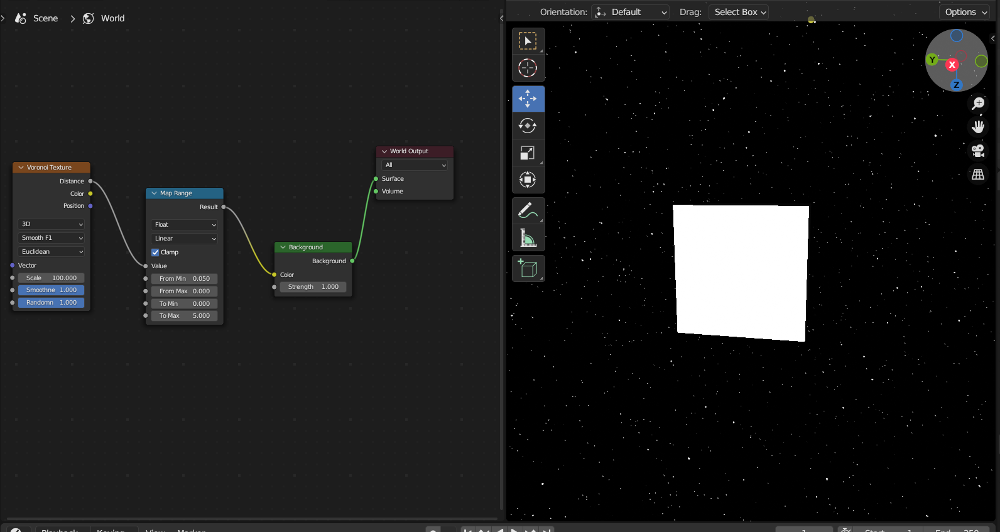 Scene > World
Orientation: Default Drag: Select Box Options
Voronoi Texture
Distance
Color
Position
3D
Smooth F1
Euclidean
Vector
Scale 100.000
Smoothne 1.000
Randomn 1.000
Map Range
Result
Float
Linear
Clamp
Value
From Min 0.050
From Max 0.000
To Min 0.000
To Max 5.000
Background
Background
Color
Strength 1.000
World Output
All
Surface
Volume
Y
X
Z
Playback Keying View Marker
1 Start 1 End 250